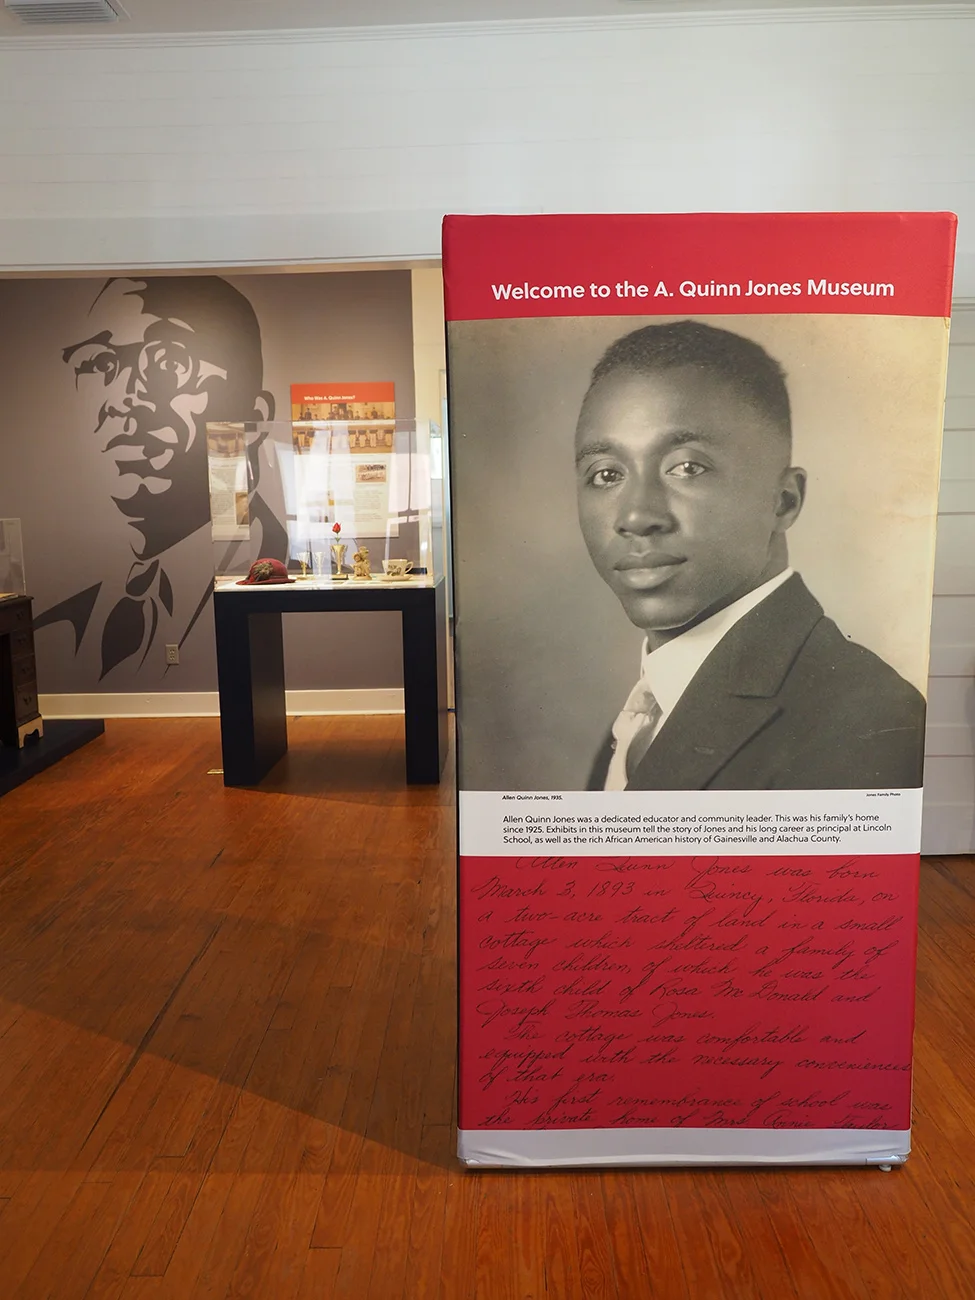 Welcome to the A. Quinn Jones Museum
Who Was A. Quinn Jones?
Allen Quinn Jones, 1935.
Jones Family Photo
Allen Quinn Jones was a dedicated educator and community leader. This was his family's home
since 1925. Exhibits in this museum tell the story of Jones and his long career as principal at Lincoln
School, as well as the rich African American history of Gainesville and Alachua County.
Allen Quinn Jones was born
March 3, 1893 in Quincy, Florida, on
a two-acre tract of land in a small
cottage which sheltered a family of
seven children, of which he was the
sixth child of Rosa McDonald and
Joseph Thomas Jones.
The cottage was comfortable and
equipped with the necessary conveniences
of that era.
His first remembrance of school was
the private home of Mrs. Annie Taylor